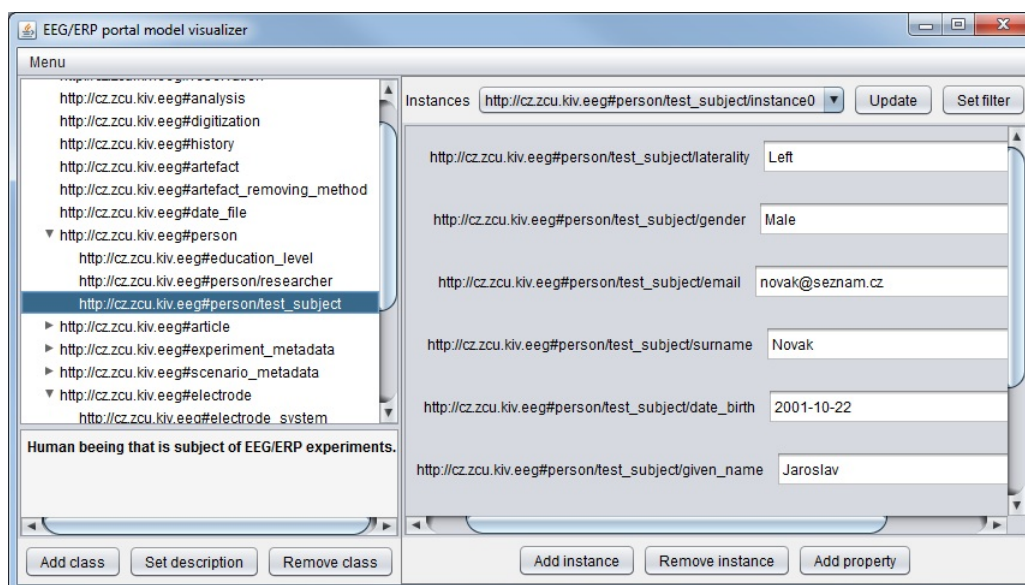 EEG/ERP portal model visualizer
Menu
http://cz.zcu.kiv.eeg#analysis
http://cz.zcu.kiv.eeg#digitization
http://cz.zcu.kiv.eeg#history
http://cz.zcu.kiv.eeg#artefact
http://cz.zcu.kiv.eeg#artefact_removing_method
http://cz.zcu.kiv.eeg#date_file
http://cz.zcu.kiv.eeg#person
http://cz.zcu.kiv.eeg#education_level
http://cz.zcu.kiv.eeg#person/researcher
http://cz.zcu.kiv.eeg#person/test_subject
http://cz.zcu.kiv.eeg#article
http://cz.zcu.kiv.eeg#experiment_metadata
http://cz.zcu.kiv.eeg#scenario_metadata
http://cz.zcu.kiv.eeg#electrode
http://cz.zcu.kiv.eeg#electrode_system
Human beeing that is subject of EEG/ERP experiments.
Add class Set description Remove class
Instances http://cz.zcu.kiv.eeg#person/test_subject/instance0 Update Set filter
http://cz.zcu.kiv.eeg#person/test_subject/laterality Left
http://cz.zcu.kiv.eeg#person/test_subject/gender Male
http://cz.zcu.kiv.eeg#person/test_subject/email novak@seznam.cz
http://cz.zcu.kiv.eeg#person/test_subject/surname Novak
http://cz.zcu.kiv.eeg#person/test_subject/date_birth 2001-10-22
http://cz.zcu.kiv.eeg#person/test_subject/given_name Jaroslav
Add instance Remove instance Add property